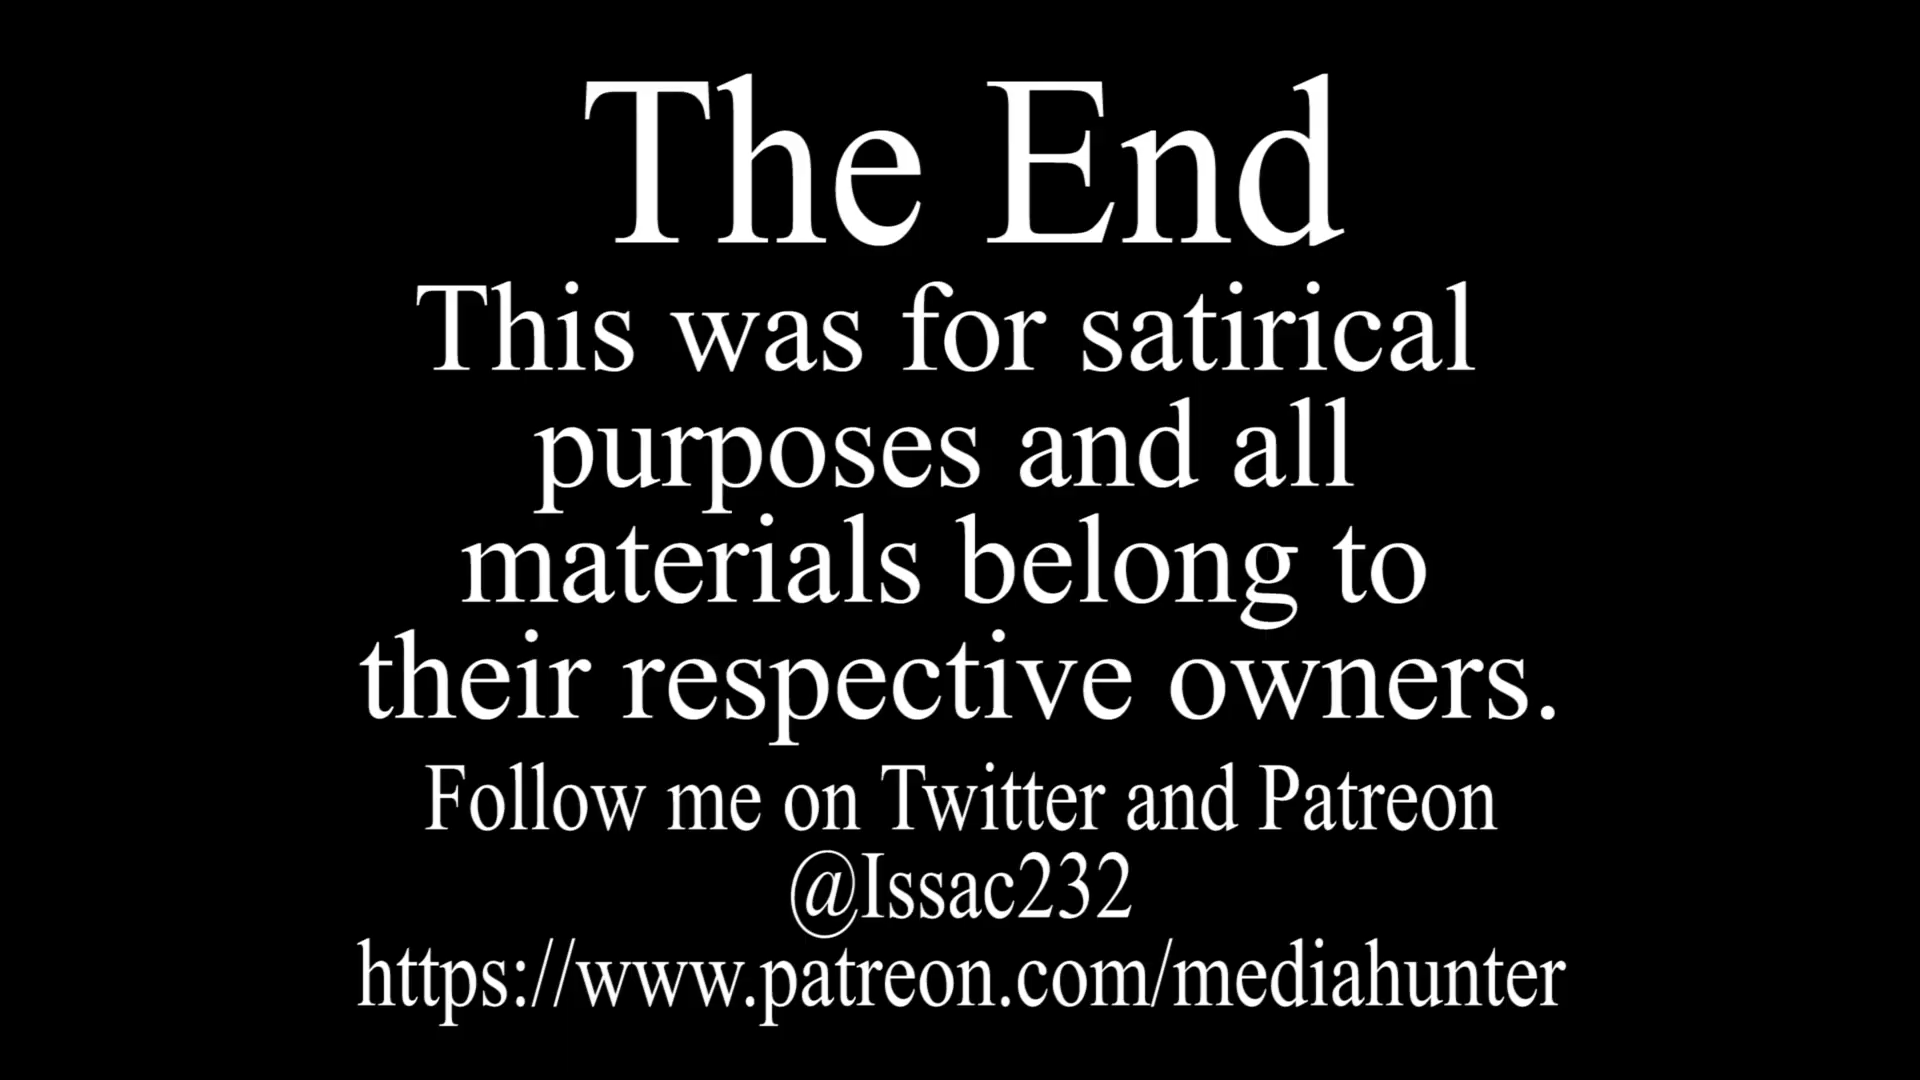 The End
This was for satirical
purposes and all
materials belong to
their respective owners.
Follow me on Twitter and Patreon
@Issac232
https://www.patreon.com/mediahunter